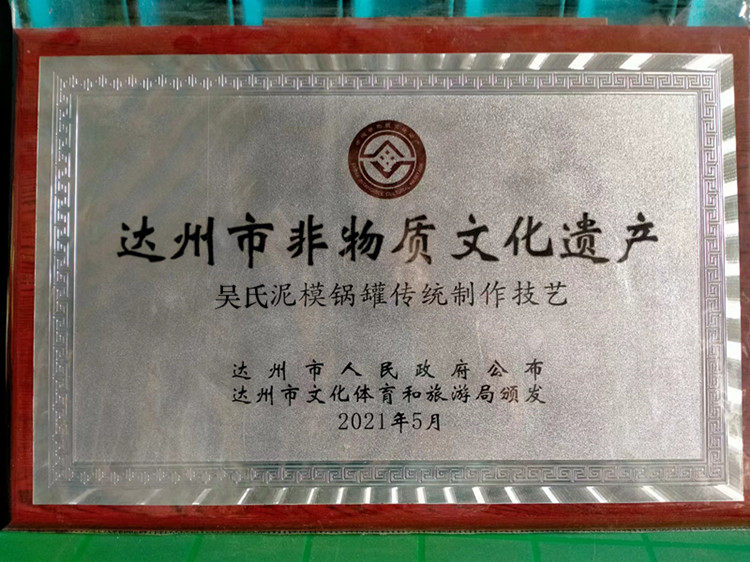 达州市非物质文化遗产
吴氏泥模锅罐传统制作技艺
达州市人民政府公布
达州市文化体育和旅游局颁发
2021年5月